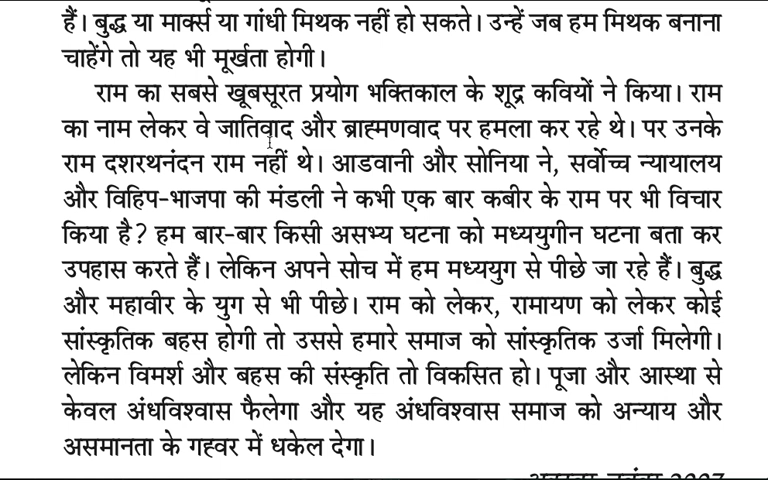 हैं। बुद्ध या मार्क्स या गांधी मिथक नहीं हो सकते। उन्हें जब हम मिथक बनाना
चाहेंगे तो यह भी मूर्खता होगी।
राम का सबसे खूबसूरत प्रयोग भक्तिकाल के शूद्र कवियों ने किया। राम
का नाम लेकर वे जातिवाद और ब्राह्मणवाद पर हमला कर रहे थे। पर उनके
राम दशरथनंदन राम नहीं थे। आडवानी और सोनिया ने, सर्वोच्च न्यायालय
और विहिप-भाजपा की मंडली ने कभी एक बार कबीर के राम पर भी विचार
किया है? हम बार-बार किसी असभ्य घटना को मध्ययुगीन घटना बता कर
उपहास करते हैं। लेकिन अपने सोच में हम मध्ययुग से पीछे जा रहे हैं। बुद्ध
और महावीर के युग से भी पीछे। राम को लेकर, रामायण को लेकर कोई
सांस्कृतिक बहस होगी तो उससे हमारे समाज को सांस्कृतिक उर्जा मिलेगी।
लेकिन विमर्श और बहस की संस्कृति तो विकसित हो। पूजा और आस्था से
केवल अंधविश्वास फैलेगा और यह अंधविश्वास समाज को अन्याय और
असमानता के गह्वर में धकेल देगा।